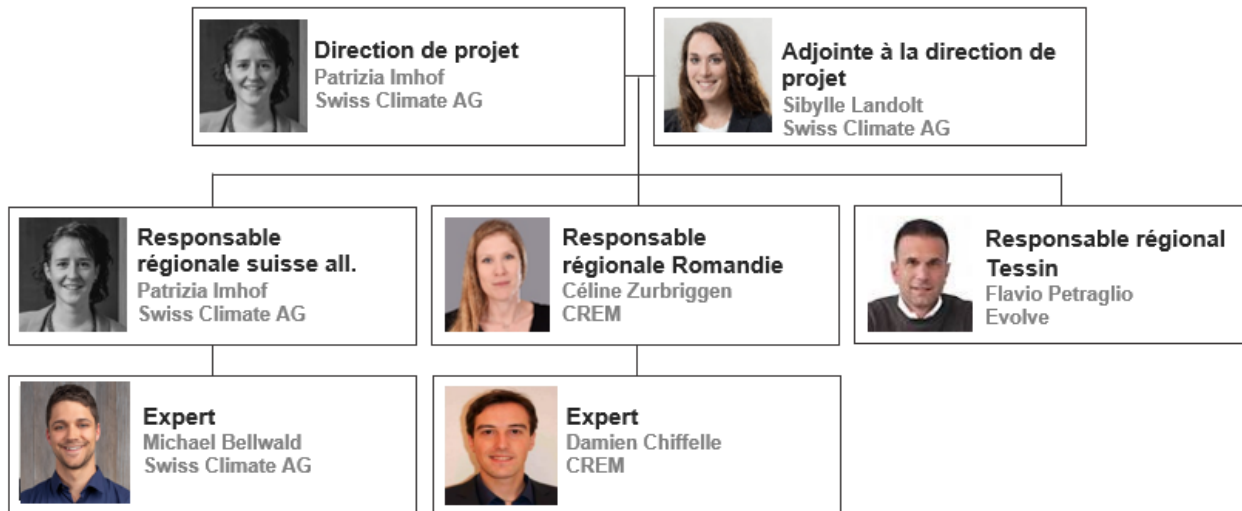 Direction de projet
Patrizia Imhof
Swiss Climate AG
Adjointe à la direction de
projet
Sibylle Landolt
Swiss Climate AG
Responsable
régionale suisse all.
Patrizia Imhof
Swiss Climate AG
Responsable
régionale Romandie
Céline Zurbriggen
CREM
Responsable régional
Tessin
Flavio Petraglio
Evolve
Expert
Michael Bellwald
Swiss Climate AG
Expert
Damien Chiffelle
CREM